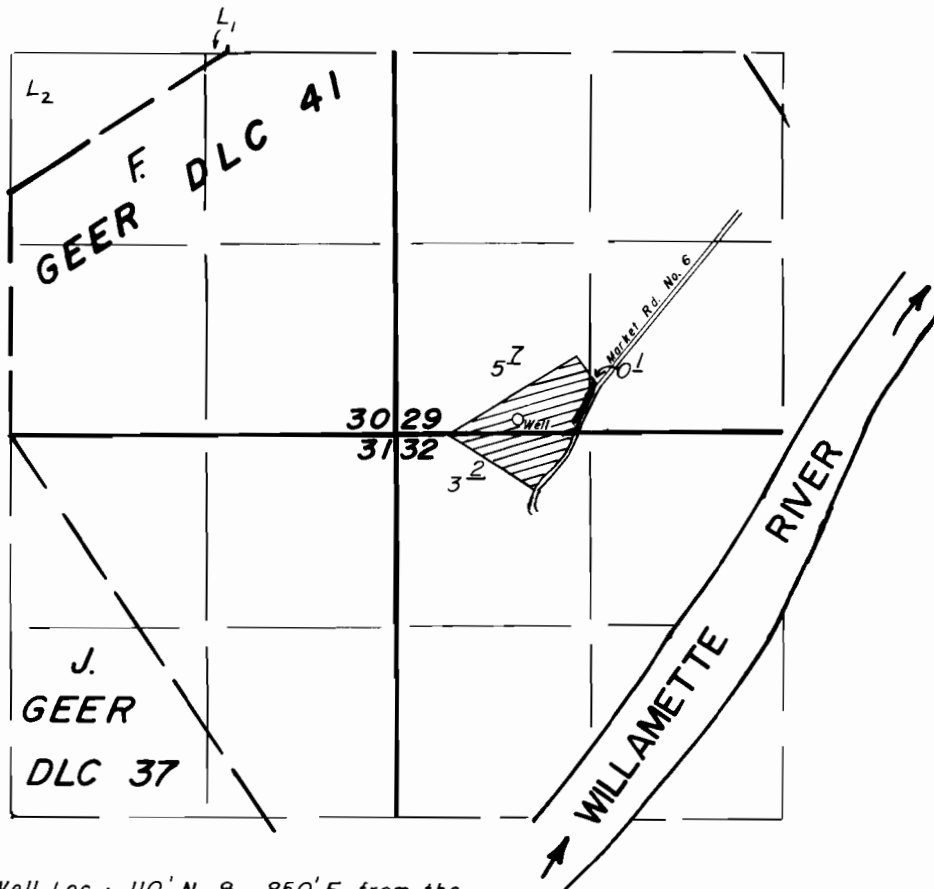 L1
L2
F.
GEER DLC 41
Market Rd. No. 6
5 7
0 1
Well
30 29
31 32
3 2
RIVER
WILLAMETTE
J.
GEER
DLC 37
Well Loc.: 110' N. & 850' E. from the